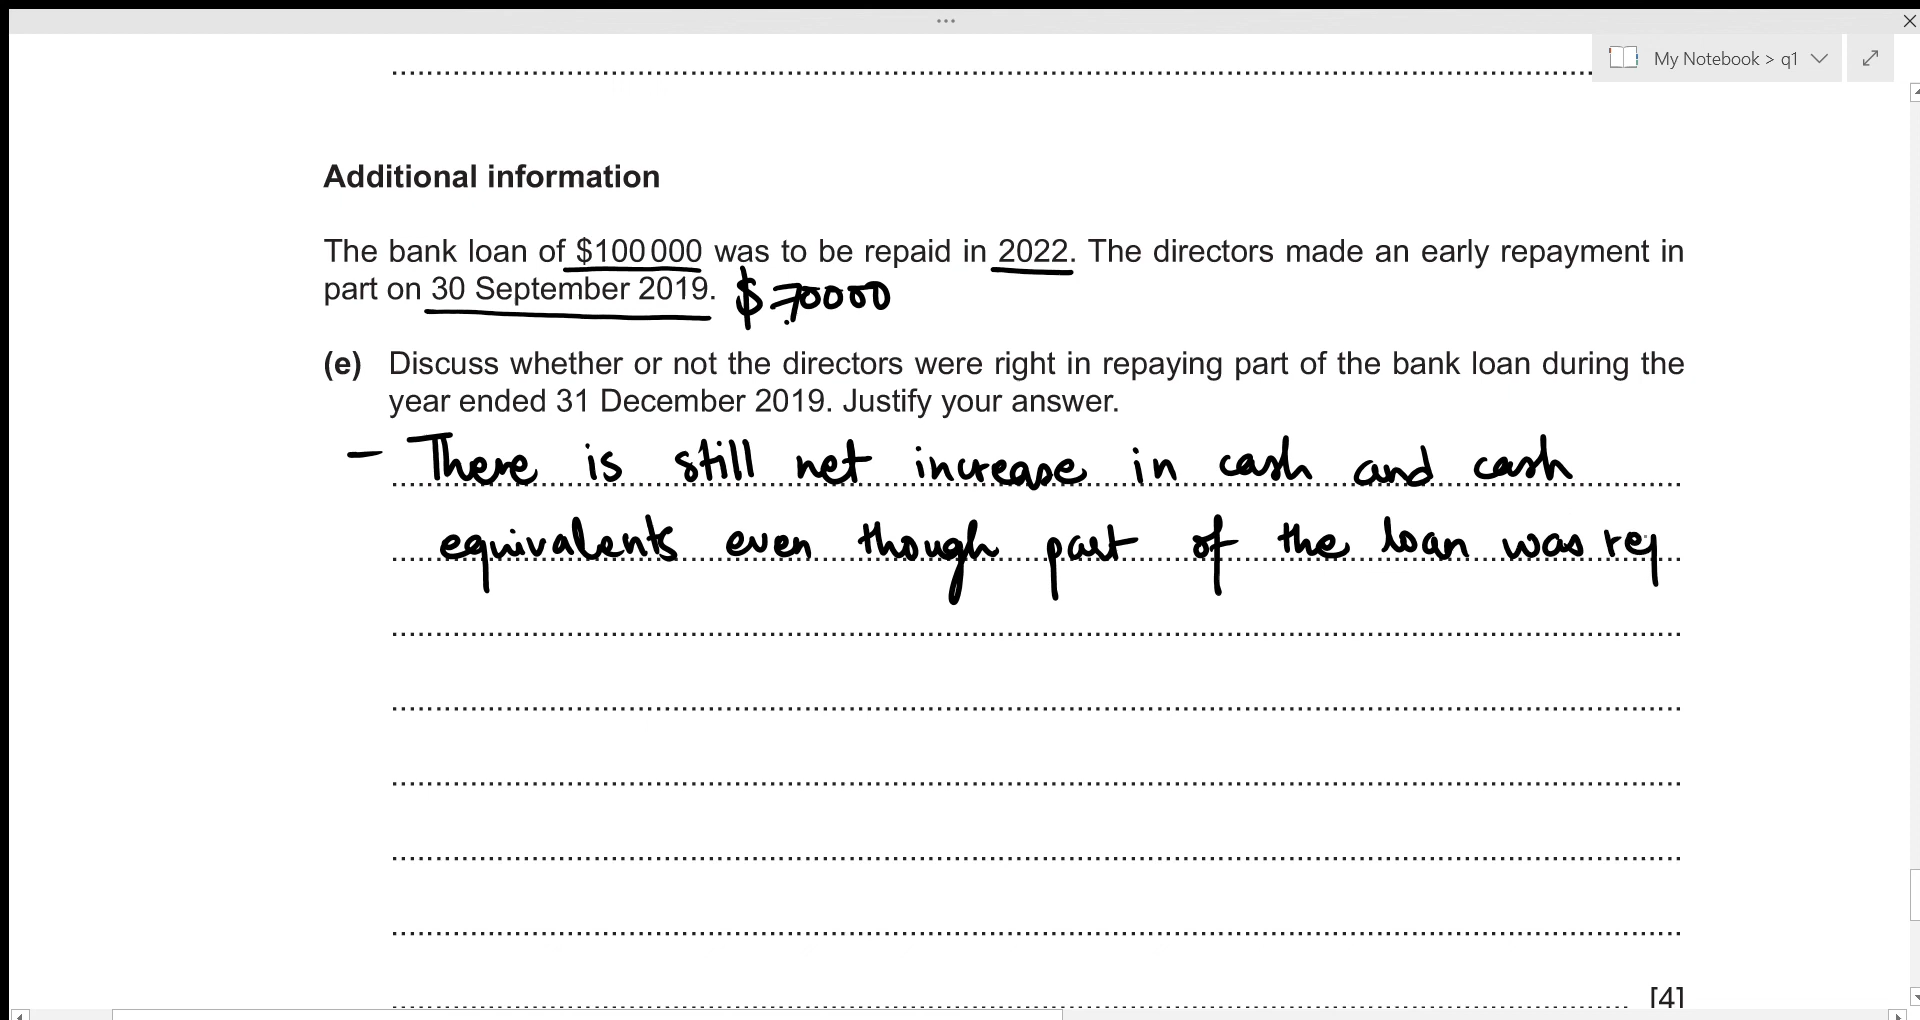 My Notebook > q1
Additional information
The bank loan of $100 000 was to be repaid in 2022. The directors made an early repayment in
part on 30 September 2019. $70000
(e) Discuss whether or not the directors were right in repaying part of the bank loan during the
year ended 31 December 2019. Justify your answer.
– There is still net increase in cash and cash
equivalents even though part of the loan was rep
[4]